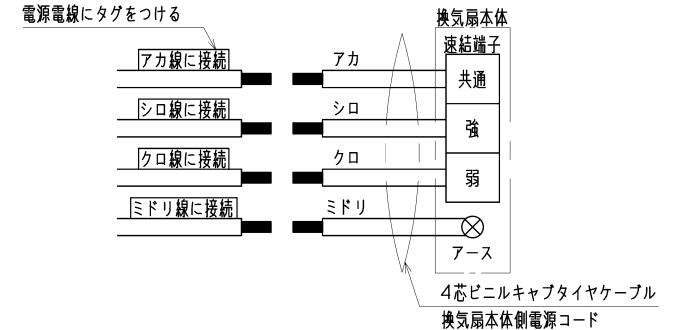 電源電線にタグをつける
換気扇本体
速結端子
アカ線に接続
アカ
共通
シロ線に接続
シロ
強
クロ線に接続
クロ
弱
ミドリ線に接続
ミドリ
アース
4芯ビニルキャブタイヤケーブル
換気扇本体側電源コード